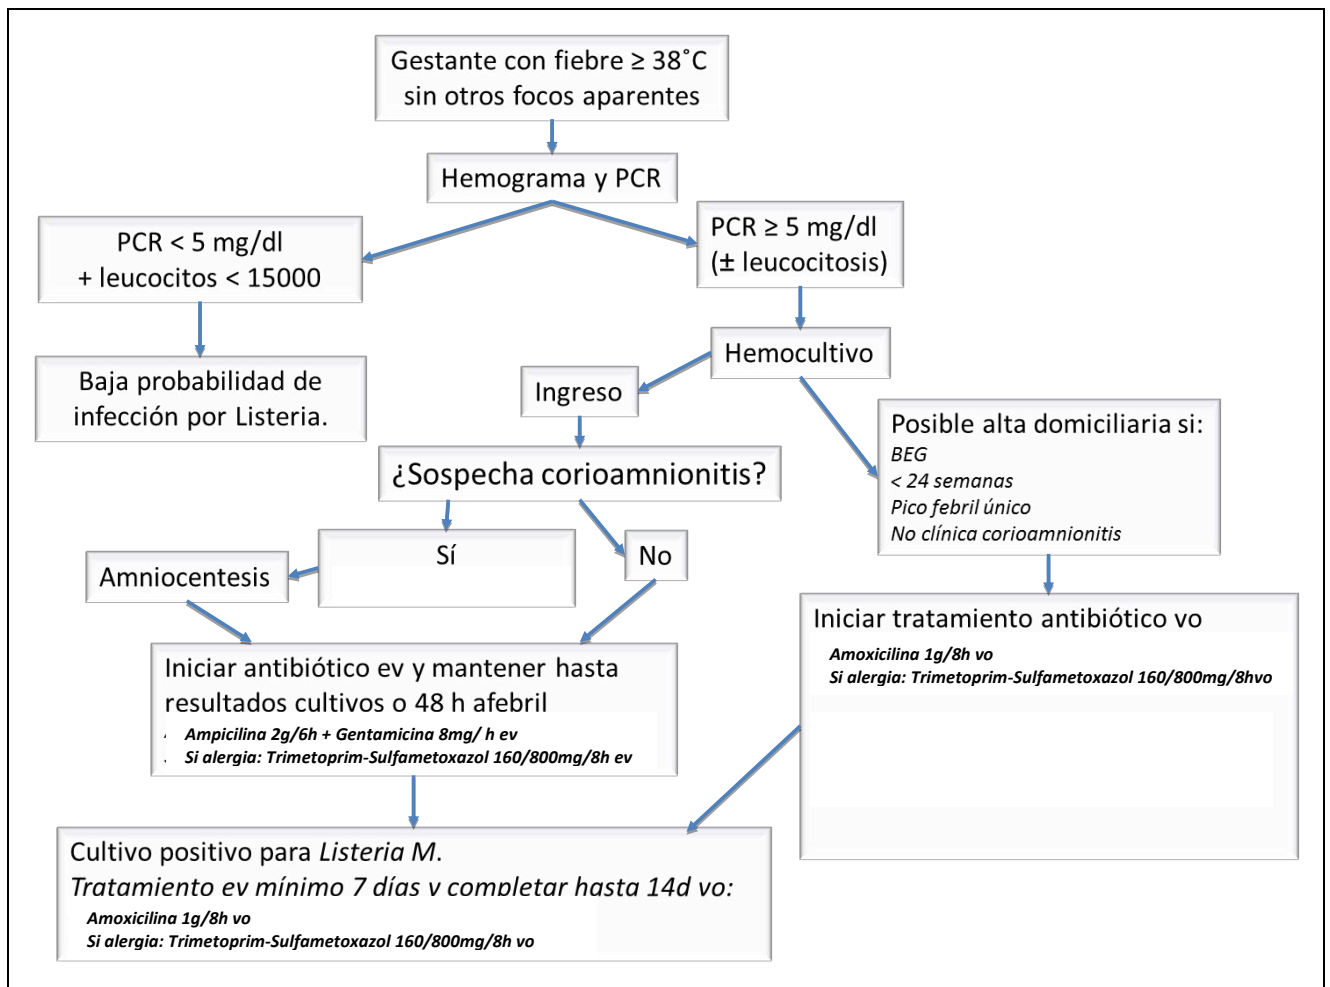 Gestante con fiebre ≥ 38˚C
sin otros focos aparentes
Hemograma y PCR
PCR < 5 mg/dl
+ leucocitos < 15000
PCR ≥ 5 mg/dl
(± leucocitosis)
Baja probabilidad de
infección por Listeria.
Hemocultivo
Ingreso
Posible alta domiciliaria si:
BEG
< 24 semanas
Pico febril único
No clínica corioamnionitis
¿Sospecha corioamnionitis?
Sí
No
Amniocentesis
Iniciar antibiótico ev y mantener hasta
resultados cultivos o 48 h afebril
Ampicilina 2g/6h + Gentamicina 8mg/ h ev
Si alergia: Trimetoprim-Sulfametoxazol 160/800mg/8h ev
Iniciar tratamiento antibiótico vo
Amoxicilina 1g/8h vo
Si alergia: Trimetoprim-Sulfametoxazol 160/800mg/8hvo
Cultivo positivo para Listeria M.
Tratamiento ev mínimo 7 días y completar hasta 14d vo:
Amoxicilina 1g/8h vo
Si alergia: Trimetoprim-Sulfametoxazol 160/800mg/8h vo